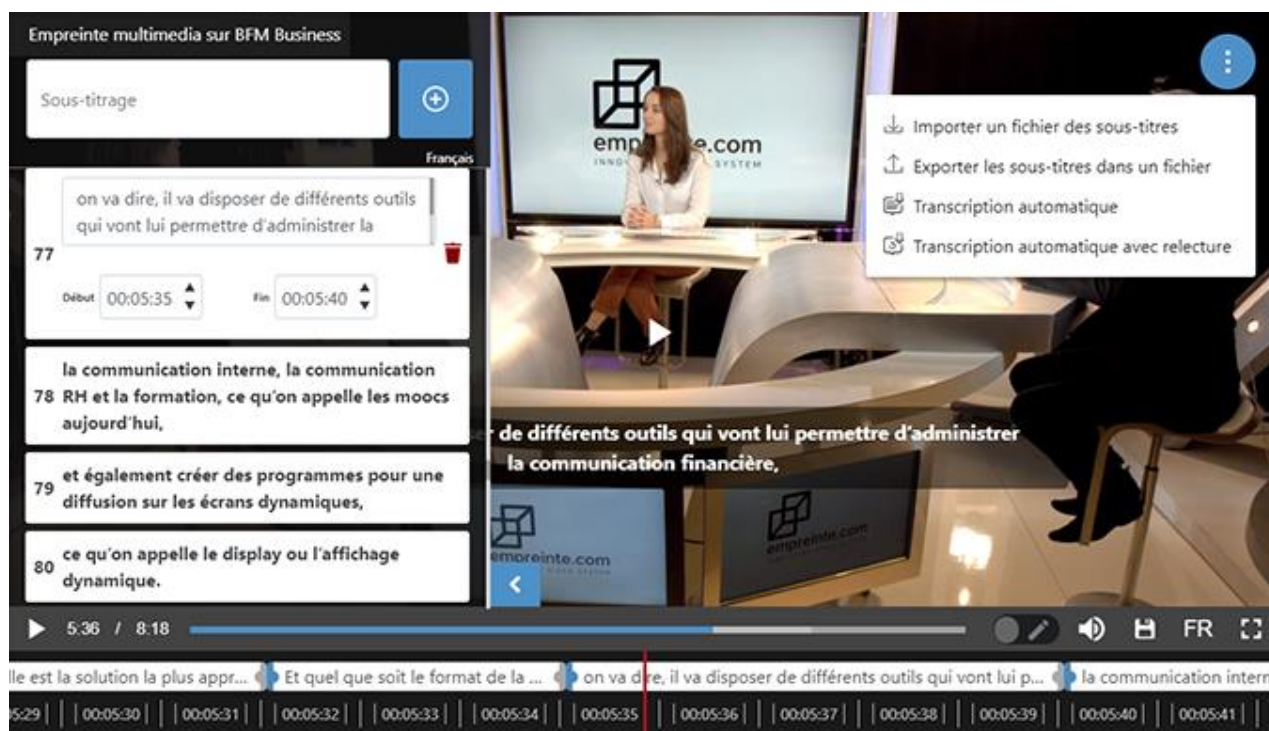 Empreinte multimedia sur BFM Business
Sous-titrage
Français
on va dire, il va disposer de différents outils
qui vont lui permettre d'administrer la
77
Début 00:05:35 Fin 00:05:40
la communication interne, la communication
78 RH et la formation, ce qu'on appelle les moocs
aujourd'hui,
79 et également créer des programmes pour une
diffusion sur les écrans dynamiques,
80 ce qu'on appelle le display ou l'affichage
dynamique.
.com
SYSTEM
Importer un fichier des sous-titres
Exporter les sous-titres dans un fichier
Transcription automatique
Transcription automatique avec relecture
de différents outils qui vont lui permettre d'administrer
la communication financière,
empreinte.com
empreinte.com
5:36 / 8:18
FR
lle est la solution la plus appr... Et quel que soit le format de la ... on va dire, il va disposer de différents outils qui vont lui p... la communication intern
5:29 | | 00:05:30 | | 00:05:31 | | 00:05:32 | | 00:05:33 | | 00:05:34 | | 00:05:35 | | 00:05:36 | | 00:05:37 | | 00:05:38 | | 00:05:39 | | 00:05:40 | | 00:05:41 |